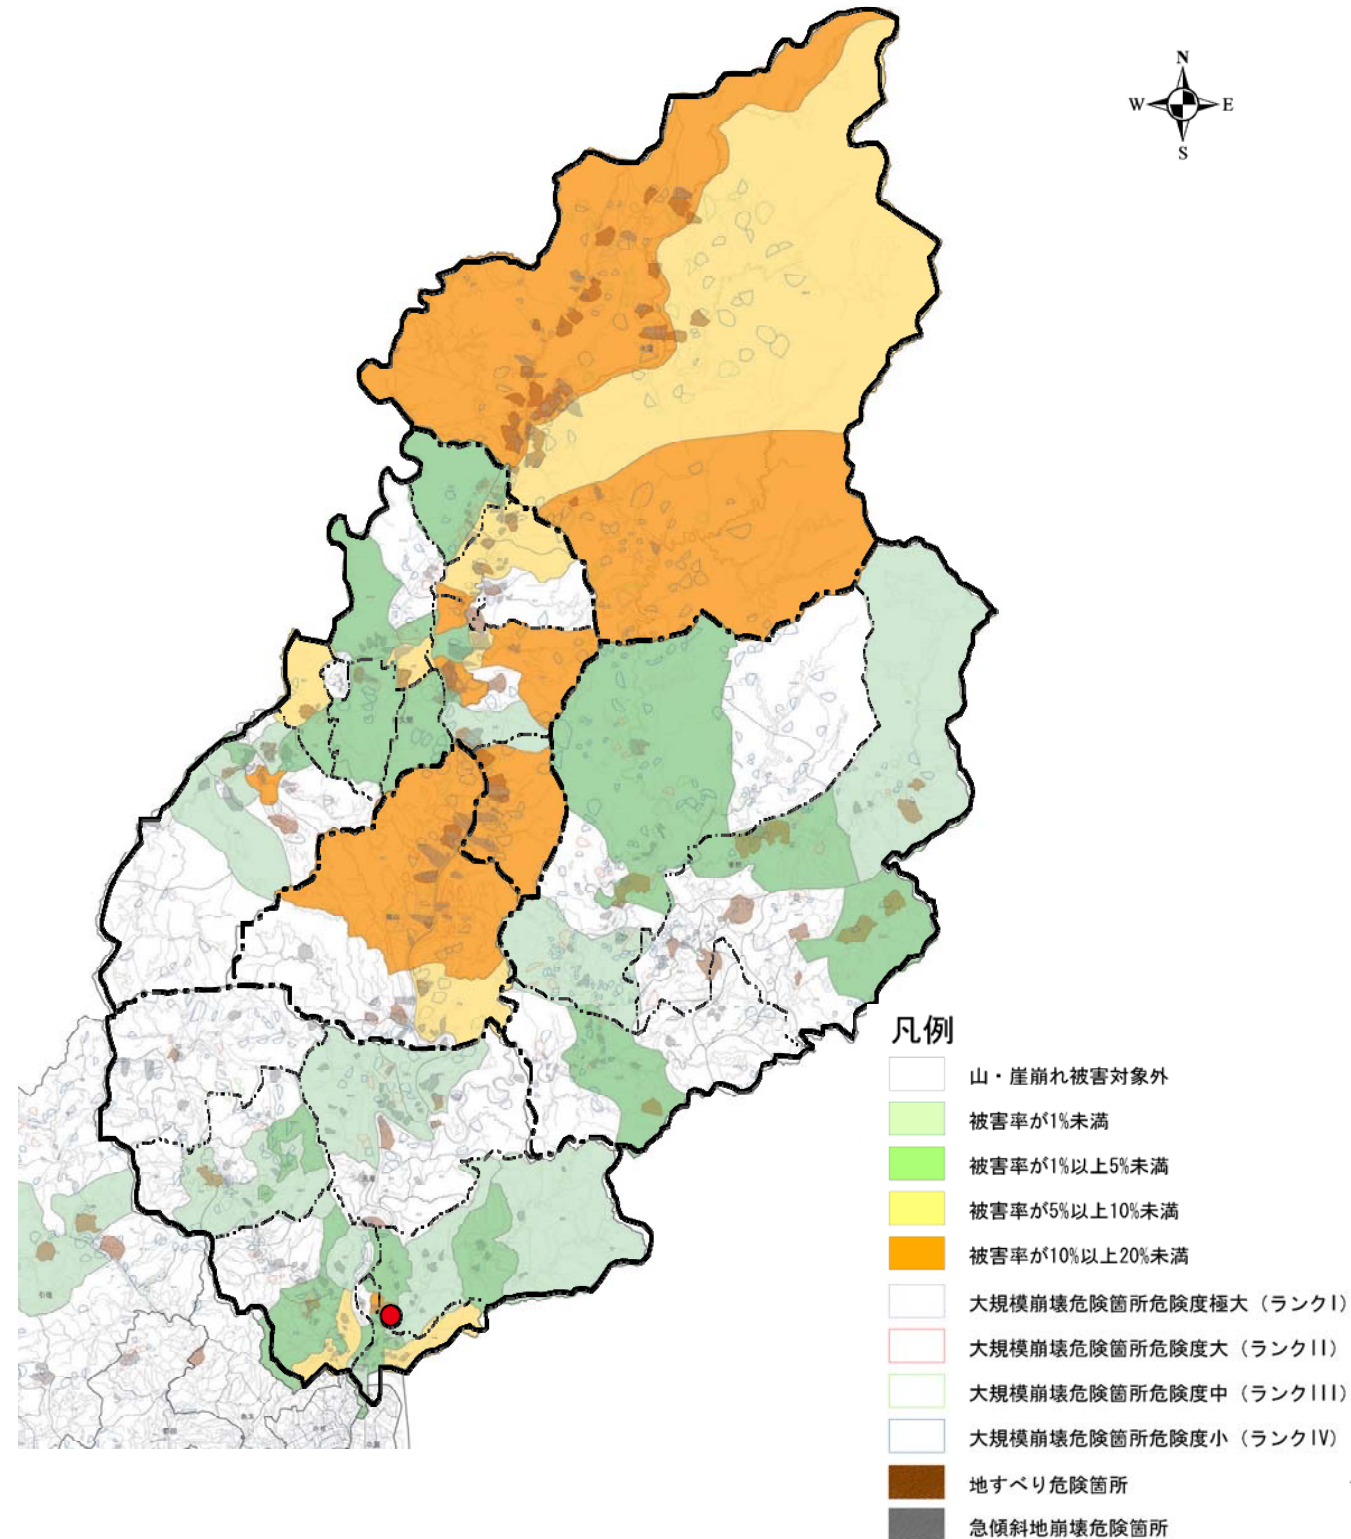 N
W
E
S
凡例
山・崖崩れ被害対象外
被害率が1%未満
被害率が1%以上5%未満
被害率が5%以上10%未満
被害率が10%以上20%未満
大規模崩壊危険箇所危険度極大（ランクI）
大規模崩壊危険箇所危険度大（ランクII）
大規模崩壊危険箇所危険度中（ランクIII）
大規模崩壊危険箇所危険度小（ランクIV）
地すべり危険箇所
急傾斜地崩壊危険箇所